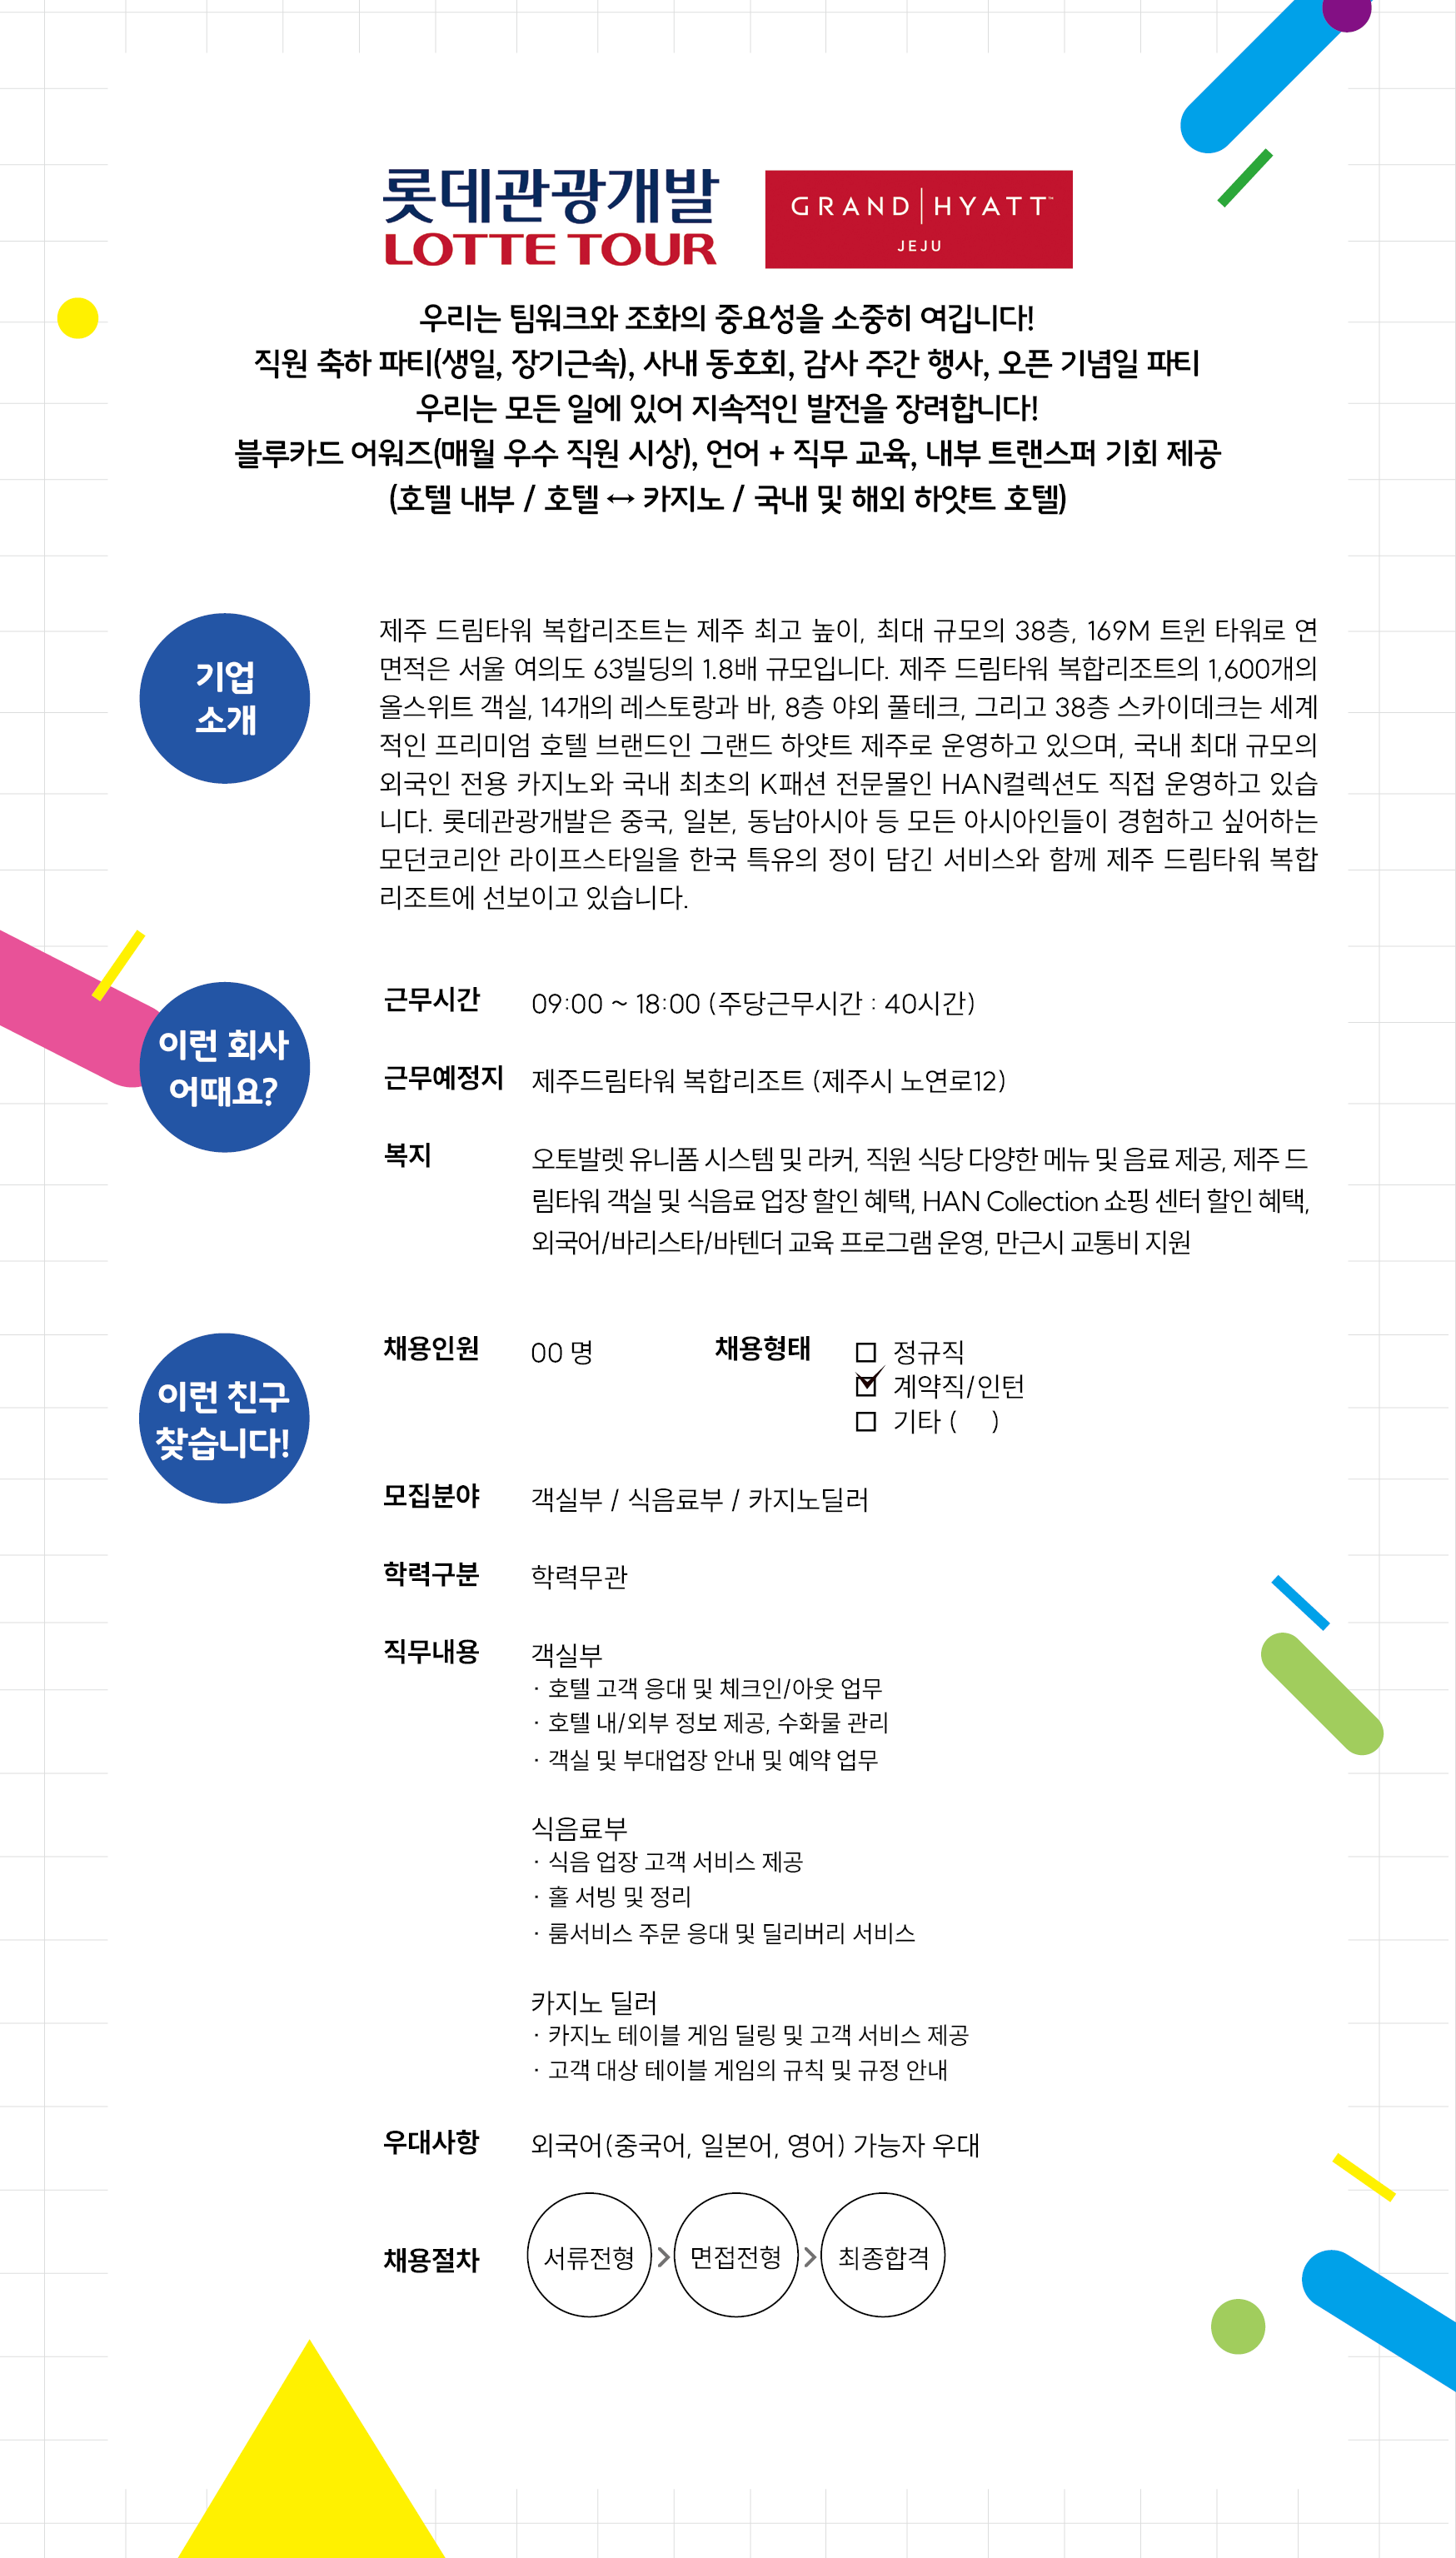 롯데관광개발
LOTTE TOUR
GRAND HYATT™
JEJU
우리는 팀워크와 조화의 중요성을 소중히 여깁니다!
직원 축하 파티(생일, 장기근속), 사내 동호회, 감사 주간 행사, 오픈 기념일 파티
우리는 모든 일에 있어 지속적인 발전을 장려합니다!
블루카드 어워즈(매월 우수 직원 시상), 언어 + 직무 교육, 내부 트랜스퍼 기회 제공
(호텔 내부 / 호텔 ↔ 카지노 / 국내 및 해외 하얏트 호텔)
기업
소개
제주 드림타워 복합리조트는 제주 최고 높이, 최대 규모의 38층, 169M 트윈 타워로 연
면적은 서울 여의도 63빌딩의 1.8배 규모입니다. 제주 드림타워 복합리조트의 1,600개의
올스위트 객실, 14개의 레스토랑과 바, 8층 야외 풀테크, 그리고 38층 스카이데크는 세계
적인 프리미엄 호텔 브랜드인 그랜드 하얏트 제주로 운영하고 있으며, 국내 최대 규모의
외국인 전용 카지노와 국내 최초의 K패션 전문몰인 HAN컬렉션도 직접 운영하고 있습
니다. 롯데관광개발은 중국, 일본, 동남아시아 등 모든 아시아인들이 경험하고 싶어하는
모던코리안 라이프스타일을 한국 특유의 정이 담긴 서비스와 함께 제주 드림타워 복합
리조트에 선보이고 있습니다.
이런 회사
어때요?
근무시간 09:00 ~ 18:00 (주당근무시간 : 40시간)
근무예정지 제주드림타워 복합리조트 (제주시 노연로12)
복지 오토발렛 유니폼 시스템 및 라커, 직원 식당 다양한 메뉴 및 음료 제공, 제주 드
림타워 객실 및 식음료 업장 할인 혜택, HAN Collection 쇼핑 센터 할인 혜택,
외국어/바리스타/바텐더 교육 프로그램 운영, 만근시 교통비 지원
이런 친구
찾습니다!
채용인원 00 명 채용형태 □ 정규직
☑ 계약직/인턴
□ 기타 ( )
모집분야 객실부 / 식음료부 / 카지노딜러
학력구분 학력무관
직무내용 객실부
· 호텔 고객 응대 및 체크인/아웃 업무
· 호텔 내/외부 정보 제공, 수화물 관리
· 객실 및 부대업장 안내 및 예약 업무
식음료부
· 식음 업장 고객 서비스 제공
· 홀 서빙 및 정리
· 룸서비스 주문 응대 및 딜리버리 서비스
카지노 딜러
· 카지노 테이블 게임 딜링 및 고객 서비스 제공
· 고객 대상 테이블 게임의 규칙 및 규정 안내
우대사항 외국어(중국어, 일본어, 영어) 가능자 우대
채용절차 서류전형 > 면접전형 > 최종합격